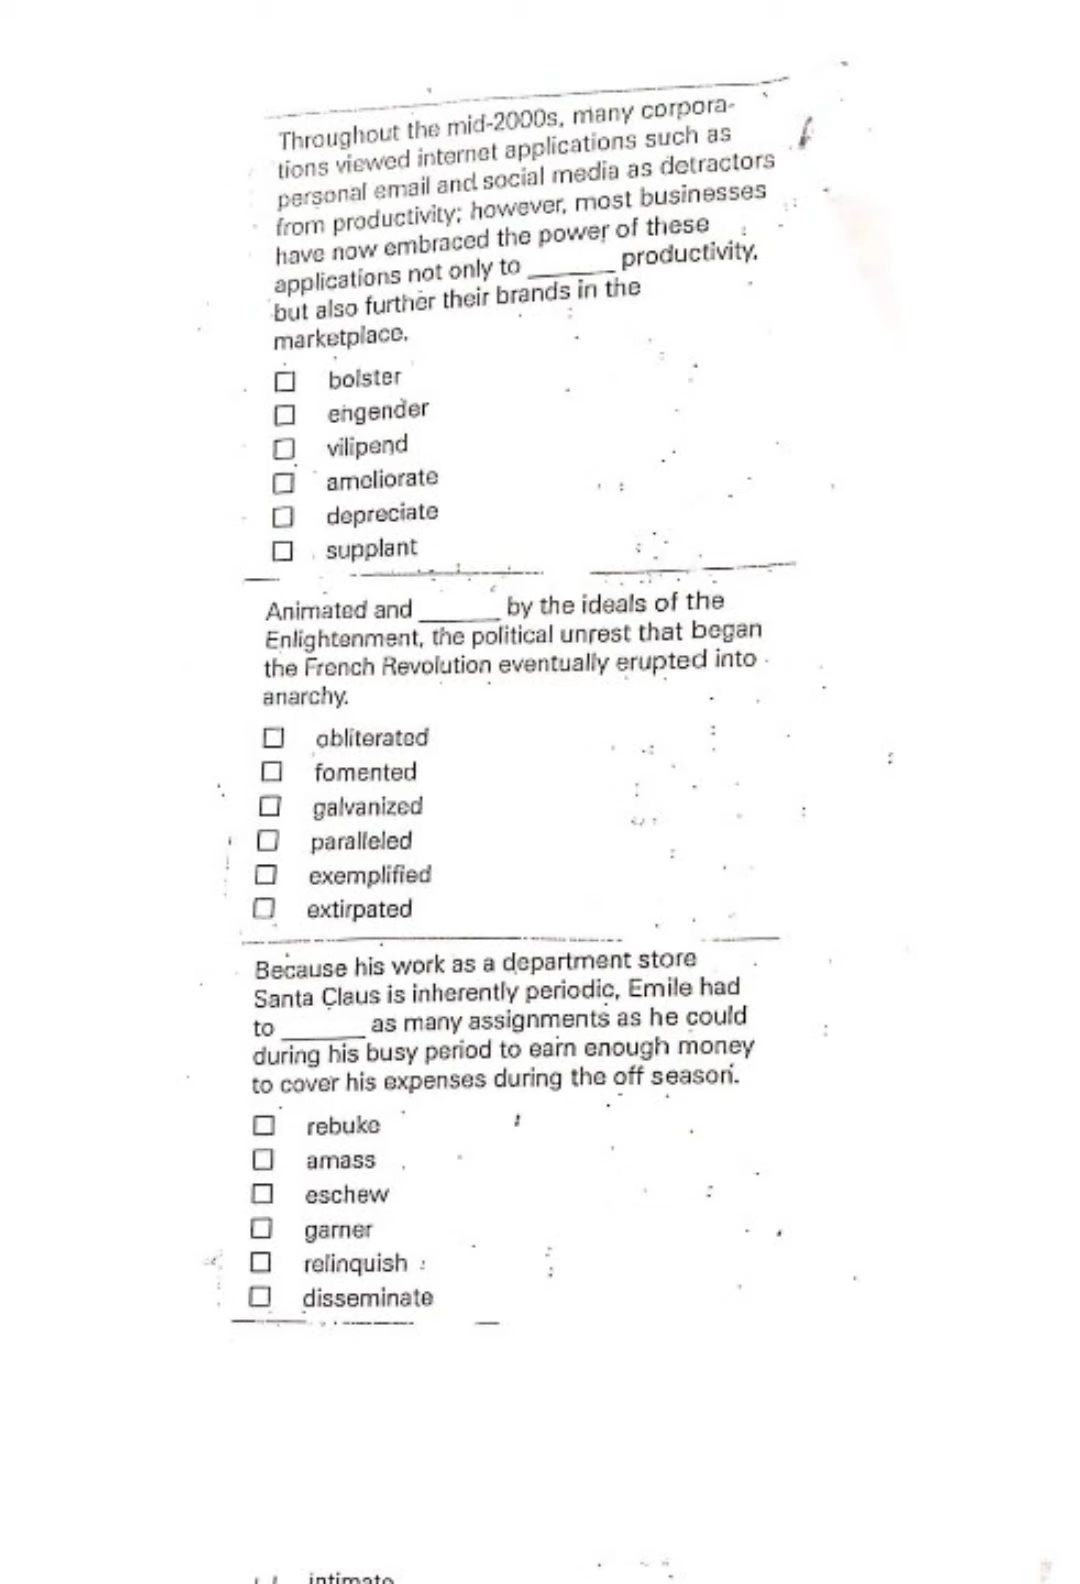 Throughout the mid-2000s, many corpora-
tions viewed internet applications such as
personal email and social media as detractors
from productivity; however, most businesses
have now embraced the power of these
applications not only to ______ productivity,
but also further their brands in the
marketplace.
bolster
engender
vilipend
ameliorate
depreciate
supplant
Animated and ______ by the ideals of the
Enlightenment, the political unrest that began
the French Revolution eventually erupted into
anarchy.
obliterated
fomented
galvanized
paralleled
exemplified
extirpated
Because his work as a department store
Santa Claus is inherently periodic, Emile had
to ______ as many assignments as he could
during his busy period to earn enough money
to cover his expenses during the off season.
rebuke
amass
eschew
garner
relinquish
disseminate
intimate